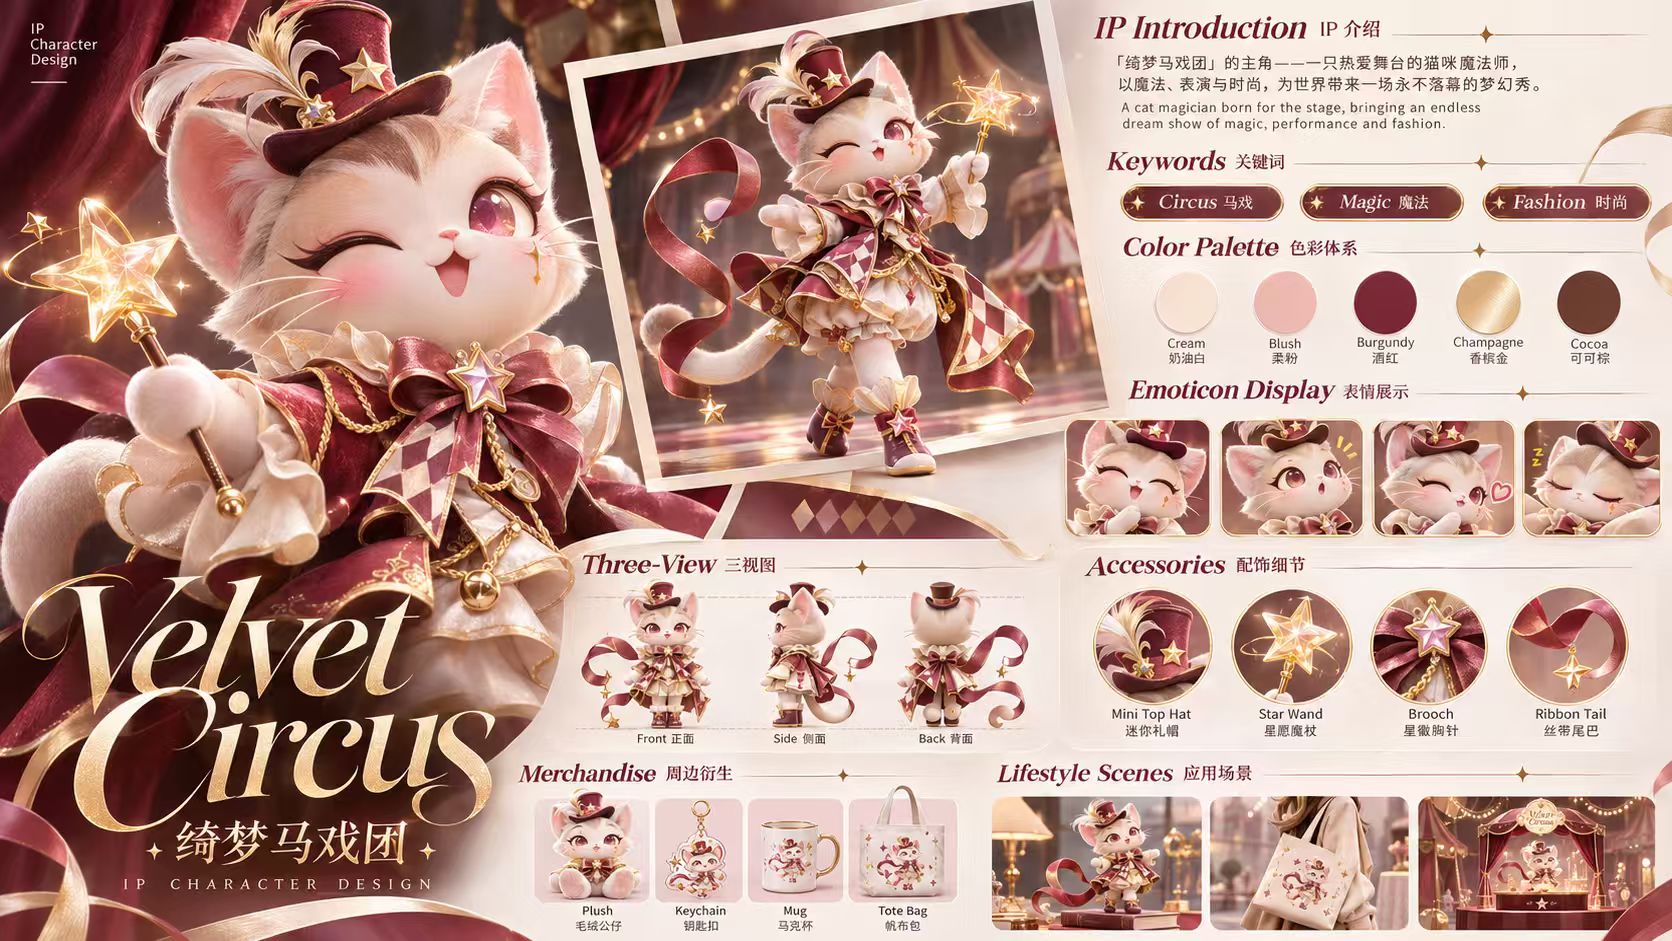 IP
Character
Design
Velvet
Circus
绮梦马戏团
IP CHARACTER DESIGN
IP Introduction IP 介绍
「绮梦马戏团」的主角——一只热爱舞台的猫咪魔法师，
以魔法、表演与时尚，为世界带来一场永不落幕的梦幻秀。
A cat magician born for the stage, bringing an endless
dream show of magic, performance and fashion.
Keywords 关键词
Circus 马戏 Magic 魔法 Fashion 时尚
Color Palette 色彩体系
Cream Blush Burgundy Champagne Cocoa
奶油白 柔粉 酒红 香槟金 可可棕
Emoticon Display 表情展示
z z
Three-View 三视图
Front 正面 Side 侧面 Back 背面
Accessories 配饰细节
Mini Top Hat Star Wand Brooch Ribbon Tail
迷你礼帽 星愿魔杖 星徽胸针 丝带尾巴
Merchandise 周边衍生
Plush Keychain Mug Tote Bag
毛绒公仔 钥匙扣 马克杯 帆布包
Lifestyle Scenes 应用场景
Velvet
Circus